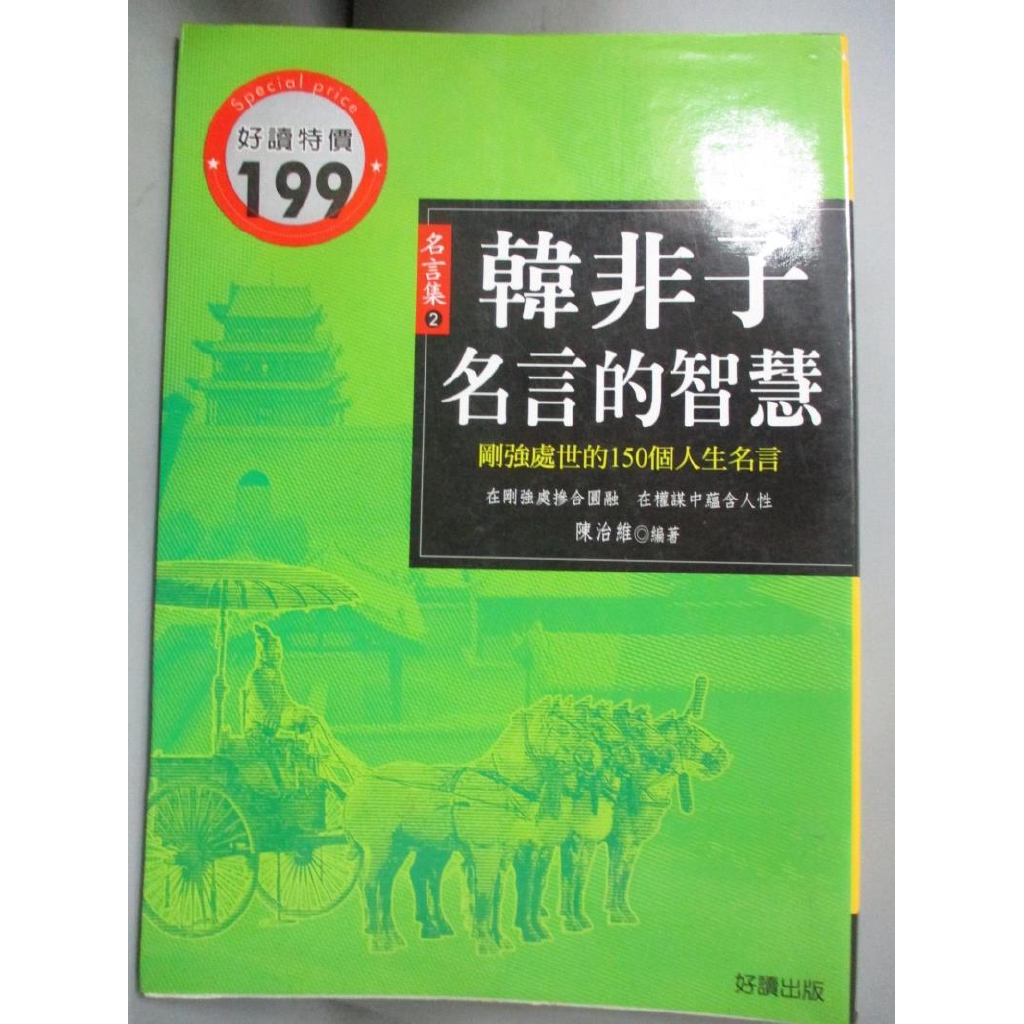 Special price
好讀特價
199
名言集2
韓非子
名言的智慧
剛強處世的150個人生名言
在剛強處摻合圓融 在權謀中蘊含人性
陳治維◎編著
好讀出版